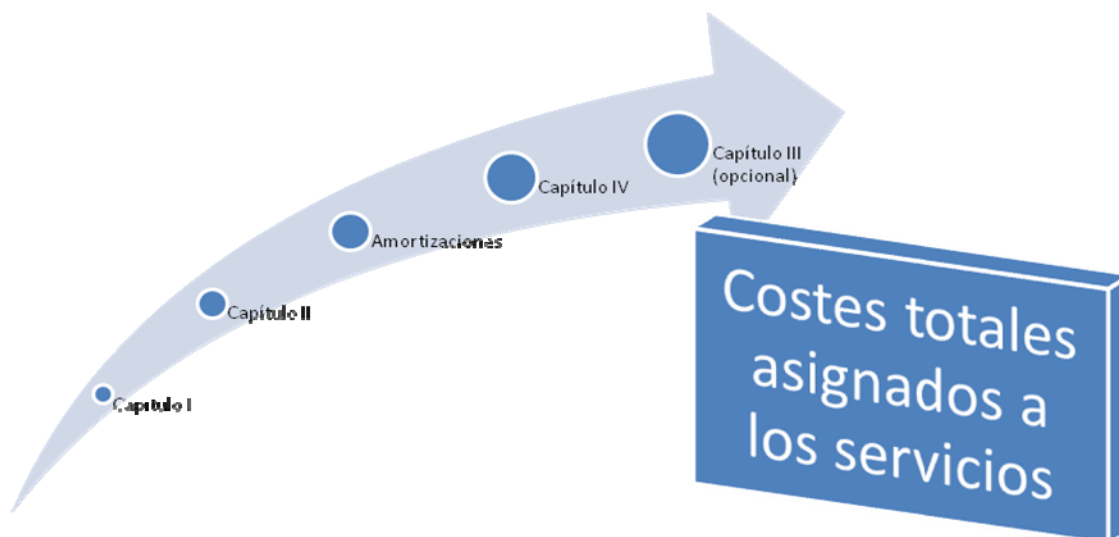 Capítulo III
(opcional)
Capítulo IV
Amortizaciones
Capítulo II
Capítulo I
Costes totales
asignados a
los servicios